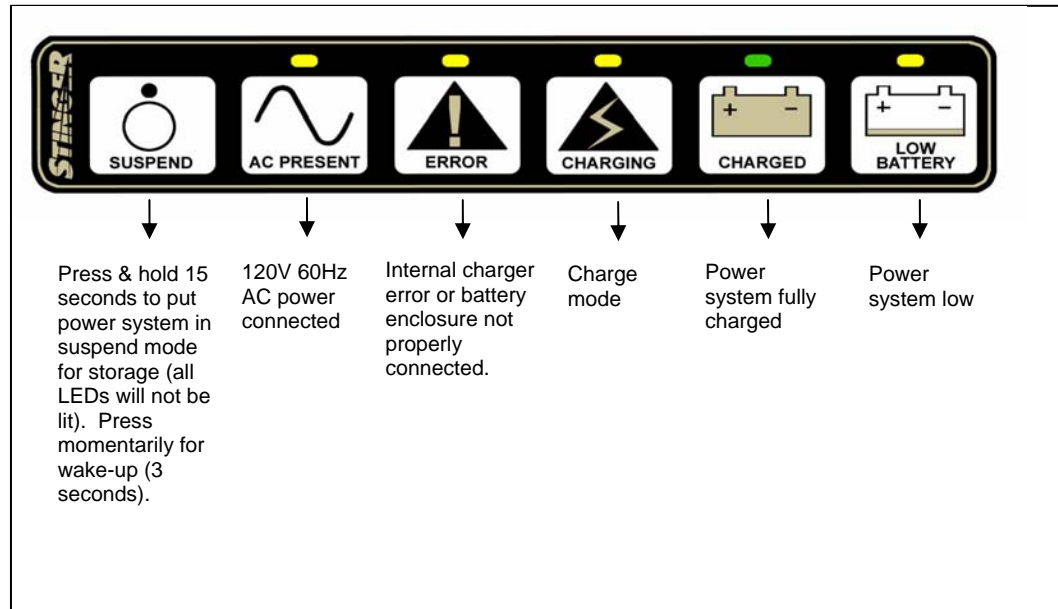 STINGER
SUSPEND
AC PRESENT
ERROR
CHARGING
CHARGED
LOW
BATTERY
Press & hold 15
seconds to put
power system in
suspend mode
for storage (all
LEDs will not be
lit). Press
momentarily for
wake-up (3
seconds).
120V 60Hz
AC power
connected
Internal charger
error or battery
enclosure not
properly
connected.
Charge
mode
Power
system fully
charged
Power
system low